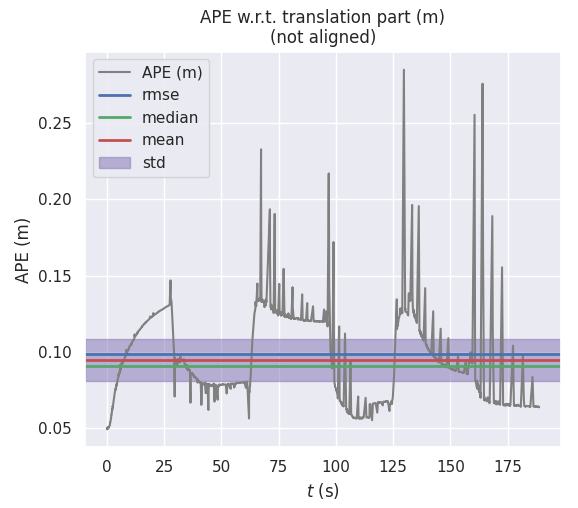 APE w.r.t. translation part (m)
(not aligned)
APE (m)
rmse
median
mean
std
APE (m)
0.25
0.20
0.15
0.10
0.05
0 25 50 75 100 125 150 175
t (s)